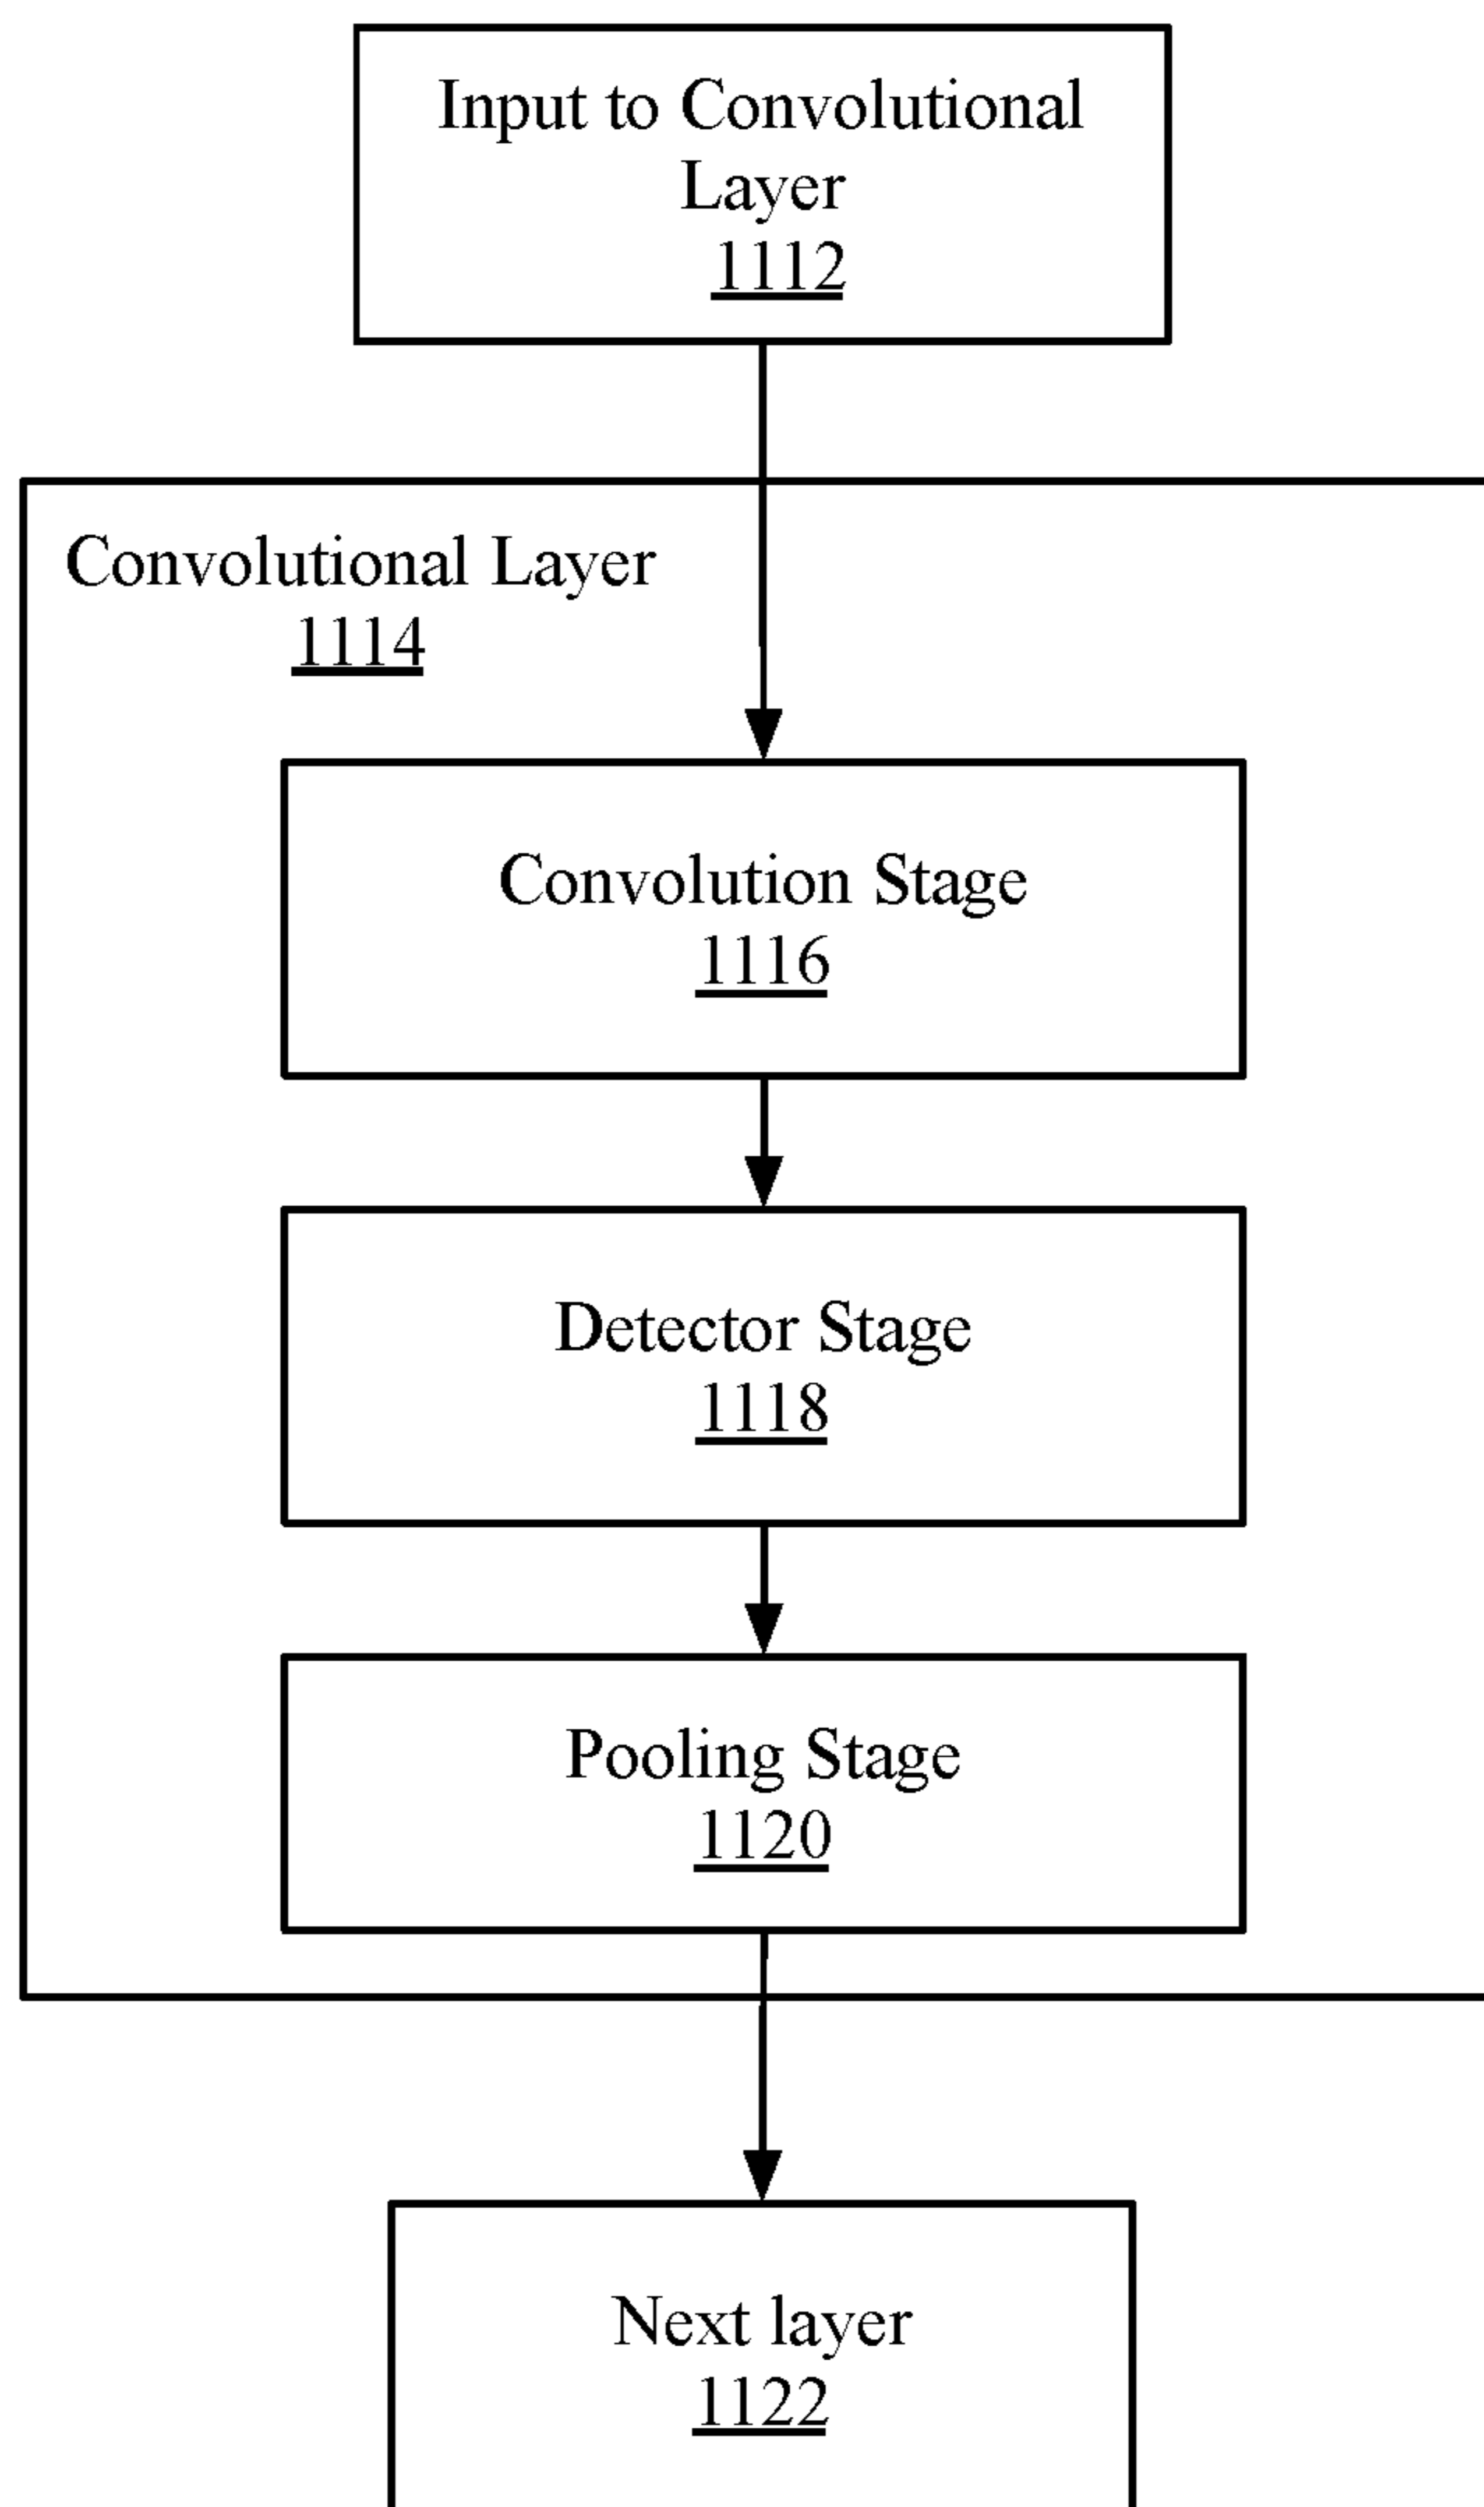 Input to Convolutional
Layer
1112
Convolutional Layer
1114
Convolution Stage
1116
Detector Stage
1118
Pooling Stage
1120
Next layer
1122